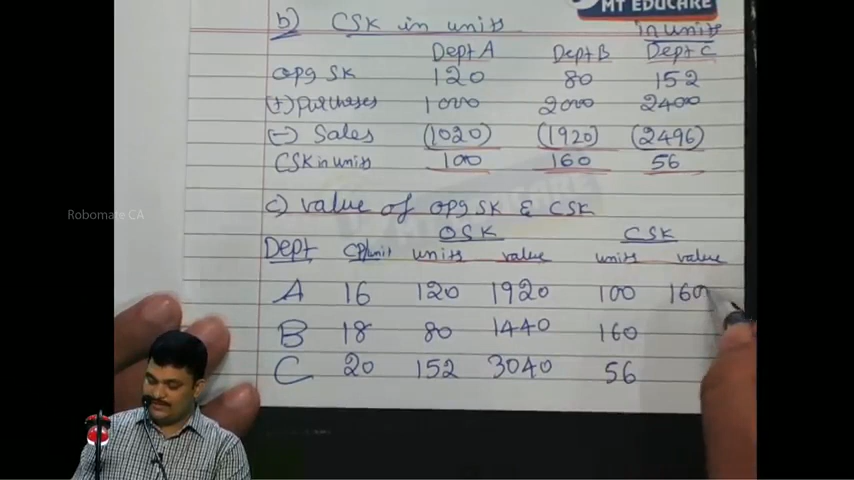 MT EDUCARE
b) CSK in units
in units
Dept A Dept B Dept C
opg SK 120 80 152
(+) purchases 1000 2000 2400
(-) Sales (1020) (1920) (2496)
CSK in units 100 160 56
c) value of opg SK & CSK
OSK CSK
Dept CP/unit units value units value
A 16 120 1920 100 1600
B 18 80 1440 160
C 20 152 3040 56
Robomate CA